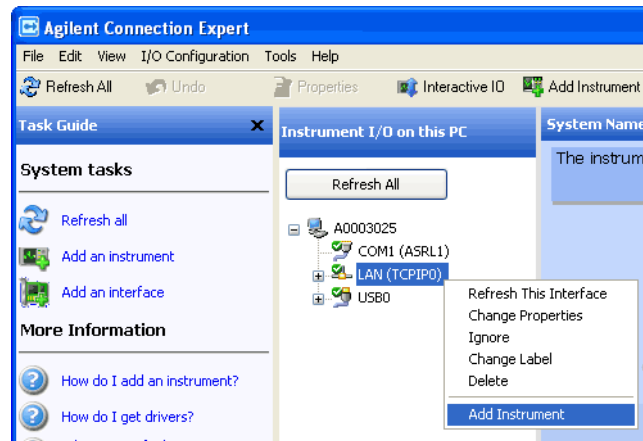 Agilent Connection Expert
File Edit View I/O Configuration Tools Help
Refresh All Undo Properties Interactive IO Add Instrument
Task Guide
System tasks
Refresh all
Add an instrument
Add an interface
More Information
How do I add an instrument?
How do I get drivers?
Instrument I/O on this PC
Refresh All
A0003025
COM1 (ASRL1)
LAN (TCPIP0)
USB0
Refresh This Interface
Change Properties
Ignore
Change Label
Delete
Add Instrument
System Name
The instrum